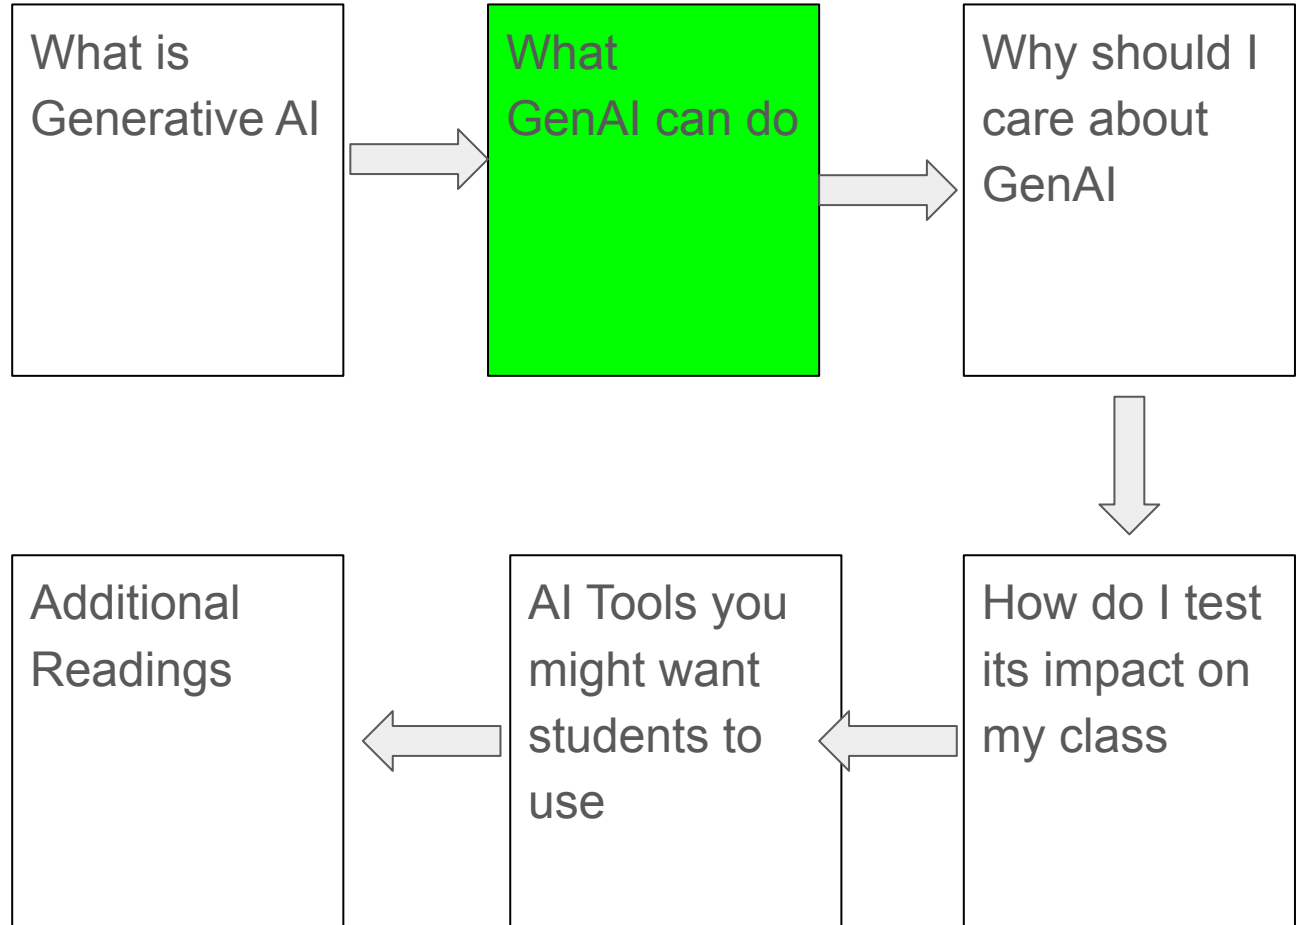 What is
Generative AI
What
GenAI can do
Why should I
care about
GenAI
How do I test
its impact on
my class
AI Tools you
might want
students to
use
Additional
Readings